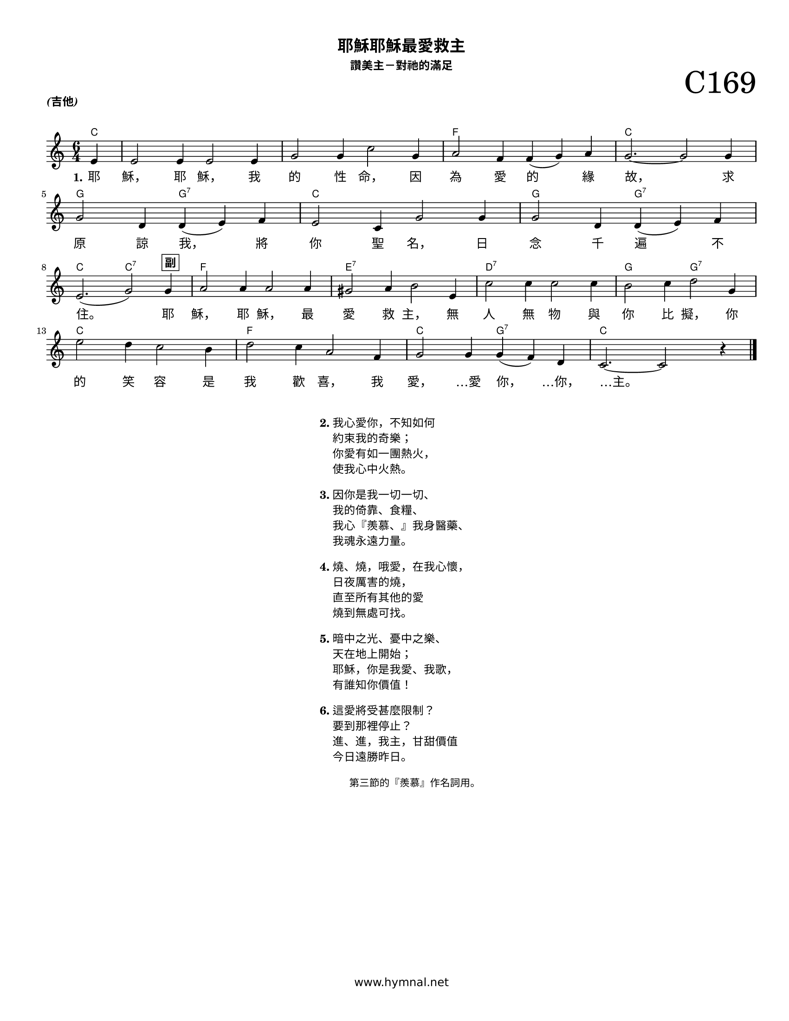 耶穌耶穌最愛救主
讚美主－對祂的滿足
C169
(吉他)
C F C
6
4
1. 耶 穌， 耶 穌， 我 的 性 命， 因 為 愛 的 緣 故， 求
5 G G7 C G G7
原 諒 我， 將 你 聖 名， 日 念 千 遍 不
8 C C7 副 F E7 D7 G G7
住。 耶 穌， 耶 穌， 最 愛 救 主， 無 人 無 物 與 你 比 擬， 你
13 C F C G7 C
的 笑 容 是 我 歡 喜， 我 愛， …愛 你， …你， …主。
2. 我心愛你，不知如何
約束我的奇樂；
你愛有如一團熱火，
使我心中火熱。
3. 因你是我一切一切、
我的倚靠、食糧、
我心『羨慕、』我身醫藥、
我魂永遠力量。
4. 燒、燒，哦愛，在我心懷，
日夜厲害的燒，
直至所有其他的愛
燒到無處可找。
5. 暗中之光、憂中之樂、
天在地上開始；
耶穌，你是我愛、我歌，
有誰知你價值！
6. 這愛將受甚麼限制？
要到那裡停止？
進、進，我主，甘甜價值
今日遠勝昨日。
第三節的『羨慕』作名詞用。
www.hymnal.net